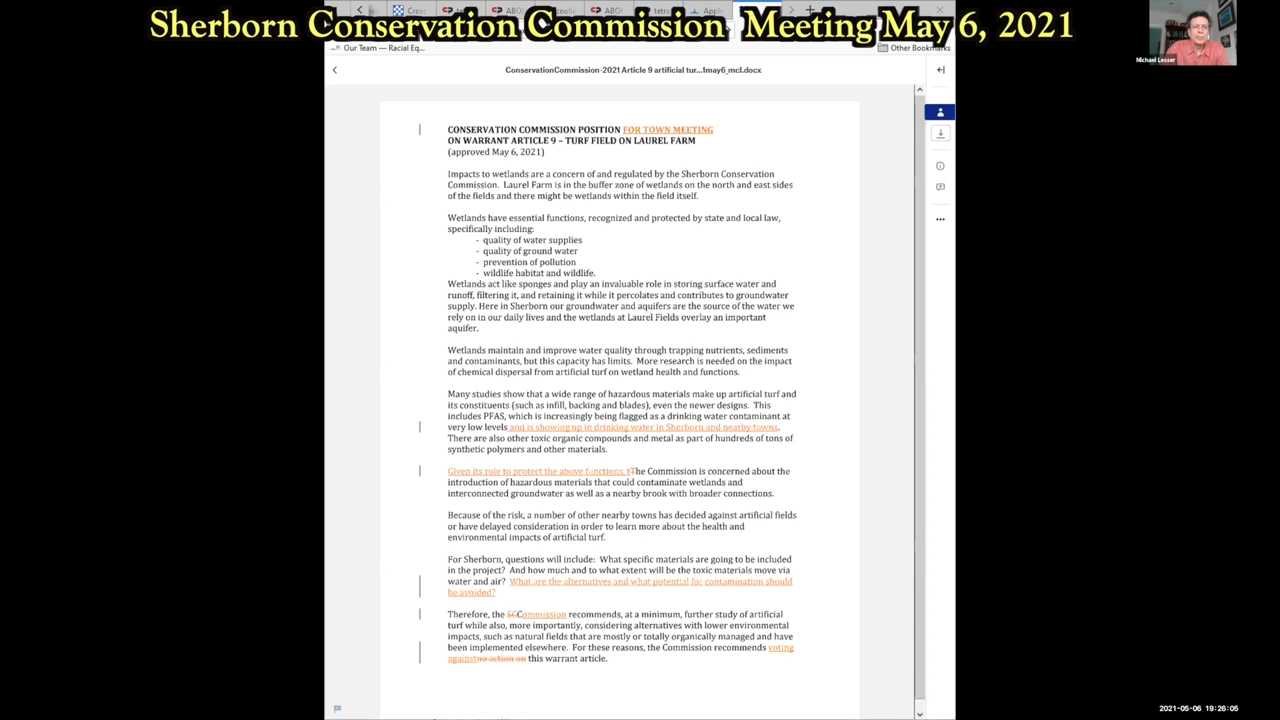 Sherborn Conservation Commission Meeting May 6, 2021
Our Team — Racial Eq...
Other Bookmarks
Michael Lesser
ConservationCommission-2021 Article 9 artificial tur...1may6_mcl.docx
CONSERVATION COMMISSION POSITION FOR TOWN MEETING
ON WARRANT ARTICLE 9 – TURF FIELD ON LAUREL FARM
(approved May 6, 2021)
Impacts to wetlands are a concern of and regulated by the Sherborn Conservation
Commission. Laurel Farm is in the buffer zone of wetlands on the north and east sides
of the fields and there might be wetlands within the field itself.
Wetlands have essential functions, recognized and protected by state and local law,
specifically including:
- quality of water supplies
- quality of ground water
- prevention of pollution
- wildlife habitat and wildlife.
Wetlands act like sponges and play an invaluable role in storing surface water and
runoff, filtering it, and retaining it while it percolates and contributes to groundwater
supply. Here in Sherborn our groundwater and aquifers are the source of the water we
rely on in our daily lives and the wetlands at Laurel Fields overlay an important
aquifer.
Wetlands maintain and improve water quality through trapping nutrients, sediments
and contaminants, but this capacity has limits. More research is needed on the impact
of chemical dispersal from artificial turf on wetland health and functions.
Many studies show that a wide range of hazardous materials make up artificial turf and
its constituents (such as infill, backing and blades), even the newer designs. This
includes PFAS, which is increasingly being flagged as a drinking water contaminant at
very low levels and is showing up in drinking water in Sherborn and nearby towns.
There are also other toxic organic compounds and metal as part of hundreds of tons of
synthetic polymers and other materials.
Given its role to protect the above functions, tThe Commission is concerned about the
introduction of hazardous materials that could contaminate wetlands and
interconnected groundwater as well as a nearby brook with broader connections.
Because of the risk, a number of other nearby towns has decided against artificial fields
or have delayed consideration in order to learn more about the health and
environmental impacts of artificial turf.
For Sherborn, questions will include: What specific materials are going to be included
in the project? And how much and to what extent will be the toxic materials move via
water and air? What are the alternatives and what potential for contamination should
be avoided?
Therefore, the SCCommission recommends, at a minimum, further study of artificial
turf while also, more importantly, considering alternatives with lower environmental
impacts, such as natural fields that are mostly or totally organically managed and have
been implemented elsewhere. For these reasons, the Commission recommends voting
againstno action on this warrant article.
2021-05-06 19:26:05